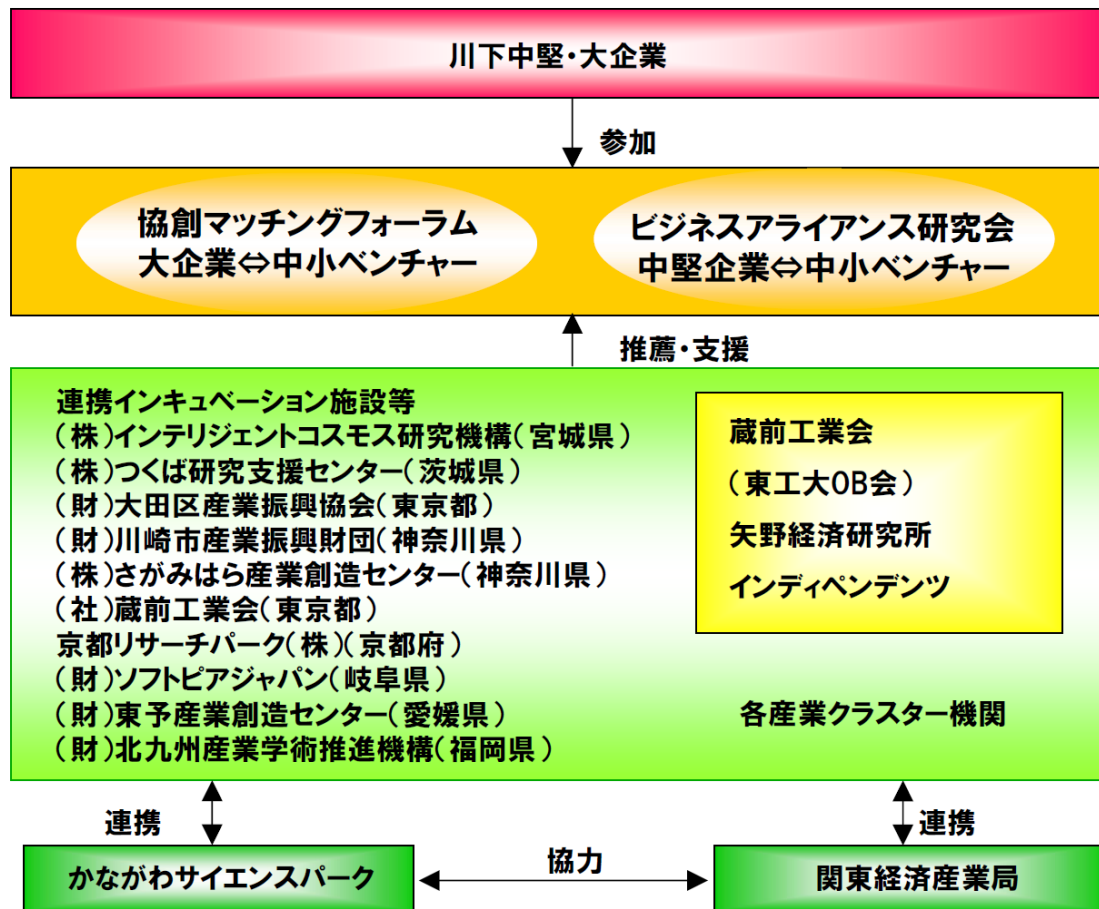 川下中堅・大企業
参加
協創マッチングフォーラム
大企業⇔中小ベンチャー
ビジネスアライアンス研究会
中堅企業⇔中小ベンチャー
推薦・支援
連携インキュベーション施設等
（株）インテリジェントコスモス研究機構（宮城県）
（株）つくば研究支援センター（茨城県）
（財）大田区産業振興協会（東京都）
（財）川崎市産業振興財団（神奈川県）
（株）さがみはら産業創造センター（神奈川県）
（社）蔵前工業会（東京都）
京都リサーチパーク（株）（京都府）
（財）ソフトピアジャパン（岐阜県）
（財）東予産業創造センター（愛媛県）
（財）北九州産業学術推進機構（福岡県）
蔵前工業会
（東工大OB会）
矢野経済研究所
インディペンデンツ
各産業クラスター機関
連携
連携
かながわサイエンスパーク
協力
関東経済産業局